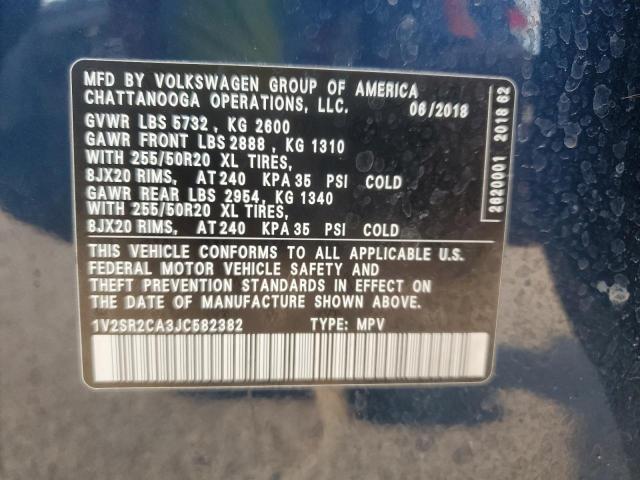 MFD BY VOLKSWAGEN GROUP OF AMERICA
CHATTANOOGA OPERATIONS, LLC. 06/2018
GVWR LBS 5732 , KG 2600
GAWR FRONT LBS 2888 , KG 1310
WITH 255/50R20 XL TIRES,
8JX20 RIMS, AT 240 KPA 35 PSI COLD
GAWR REAR LBS 2954 , KG 1340
WITH 255/50R20 XL TIRES,
8JX20 RIMS, AT 240 KPA 35 PSI COLD
THIS VEHICLE CONFORMS TO ALL APPLICABLE U.S.
FEDERAL MOTOR VEHICLE SAFETY AND
THEFT PREVENTION STANDARDS IN EFFECT ON
THE DATE OF MANUFACTURE SHOWN ABOVE.
1V2SR2CA3JC582382 TYPE: MPV
2620001 2018 62